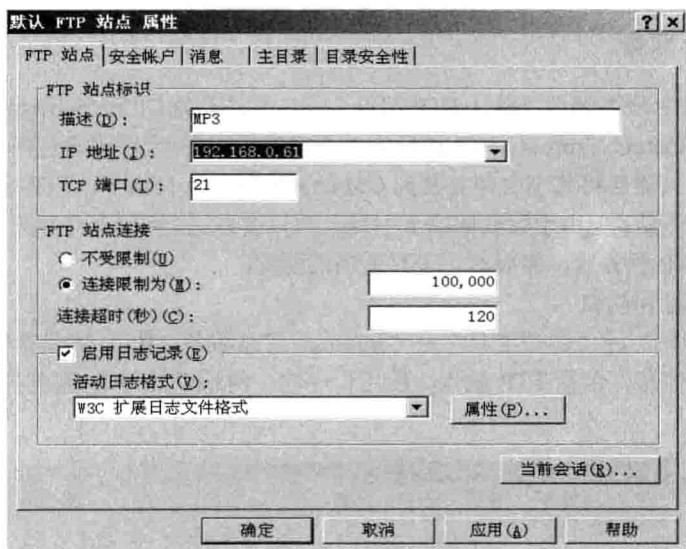 默认 FTP 站点 属性
FTP 站点 安全帐户 消息 主目录 目录安全性
FTP 站点标识
描述(D): MP3
IP 地址(I): 192.168.0.61
TCP 端口(T): 21
FTP 站点连接
不受限制(U)
连接限制为(M): 100,000
连接超时(秒)(C): 120
启用日志记录(E)
活动日志格式(V):
W3C 扩展日志文件格式 属性(P)...
当前会话(R)...
确定 取消 应用(A) 帮助